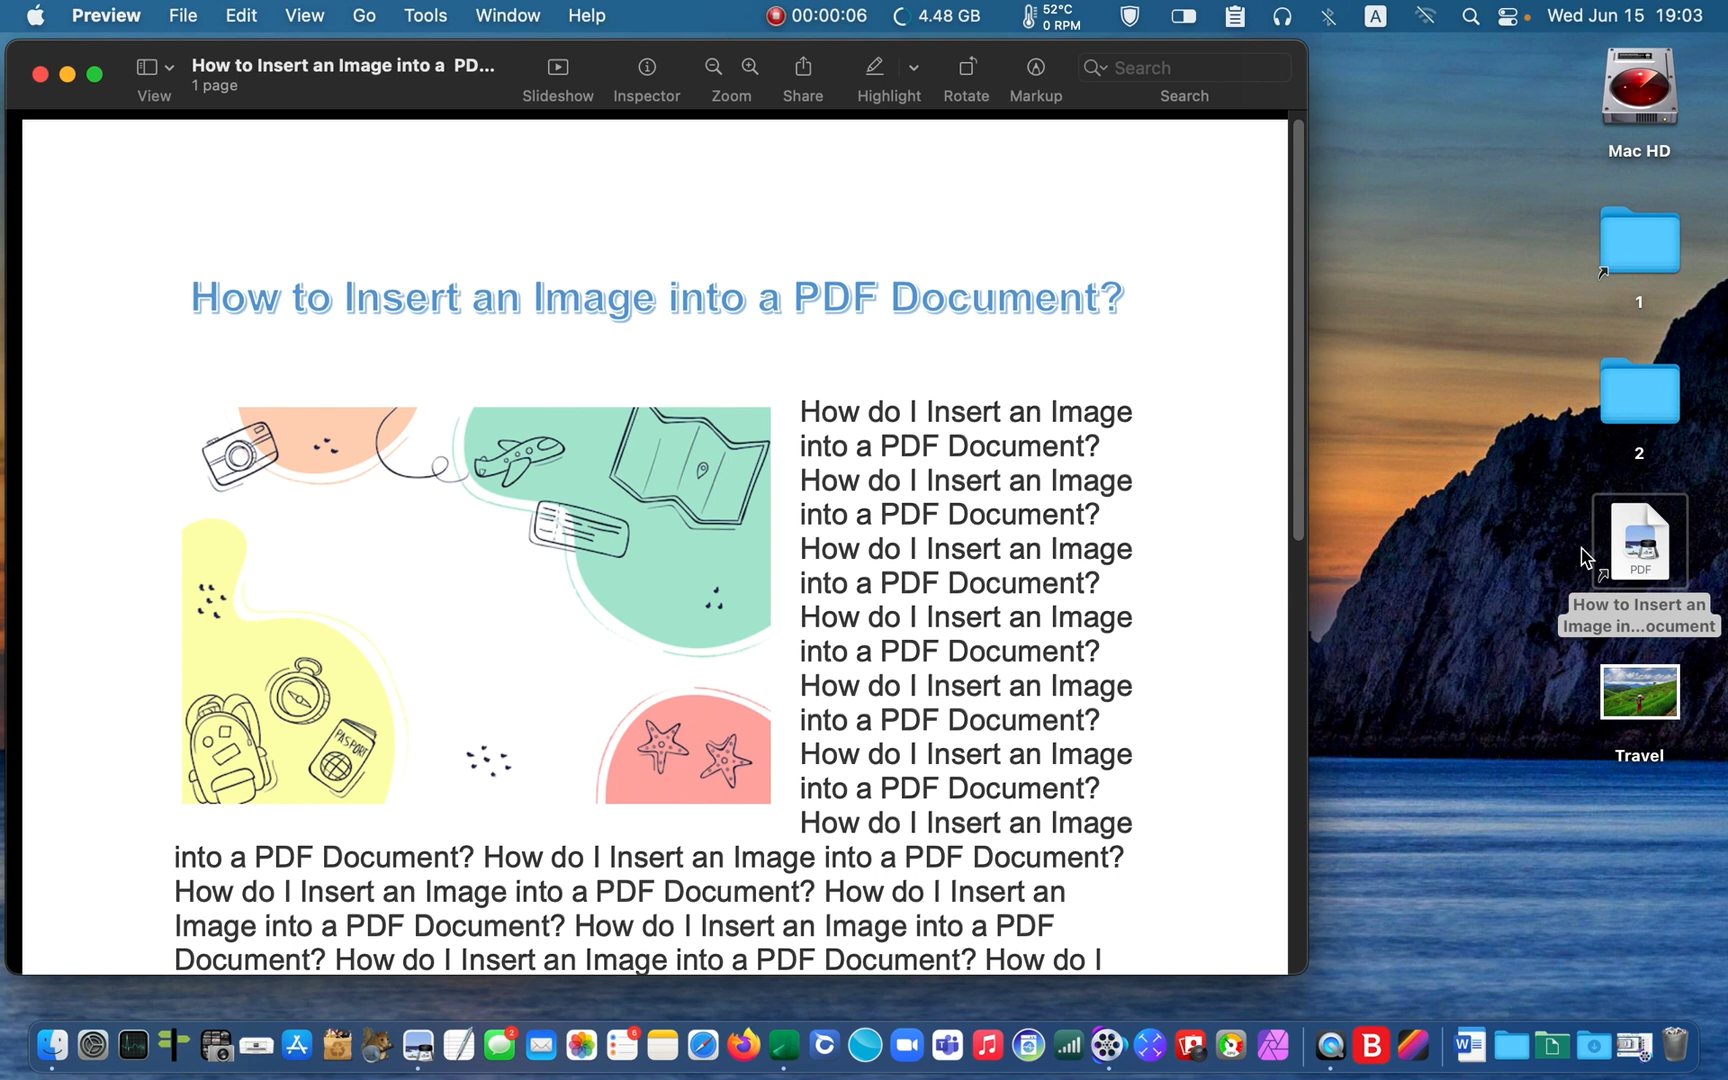 Preview File Edit View Go Tools Window Help 00:00:06 4.48 GB 52°C A Wed Jun 15 19:03
0 RPM
How to Insert an Image into a PD...
1 page
Search
View Slideshow Inspector Zoom Share Highlight Rotate Markup Search
How to Insert an Image into a PDF Document?
PASSPORT
How do I Insert an Image
into a PDF Document?
How do I Insert an Image
into a PDF Document?
How do I Insert an Image
into a PDF Document?
How do I Insert an Image
into a PDF Document?
How do I Insert an Image
into a PDF Document?
How do I Insert an Image
into a PDF Document?
How do I Insert an Image
into a PDF Document? How do I Insert an Image into a PDF Document?
How do I Insert an Image into a PDF Document? How do I Insert an
Image into a PDF Document? How do I Insert an Image into a PDF
Document? How do I Insert an Image into a PDF Document? How do I
Mac HD
1
2
PDF
How to Insert an
Image in...ocument
Travel
2
6
B
W